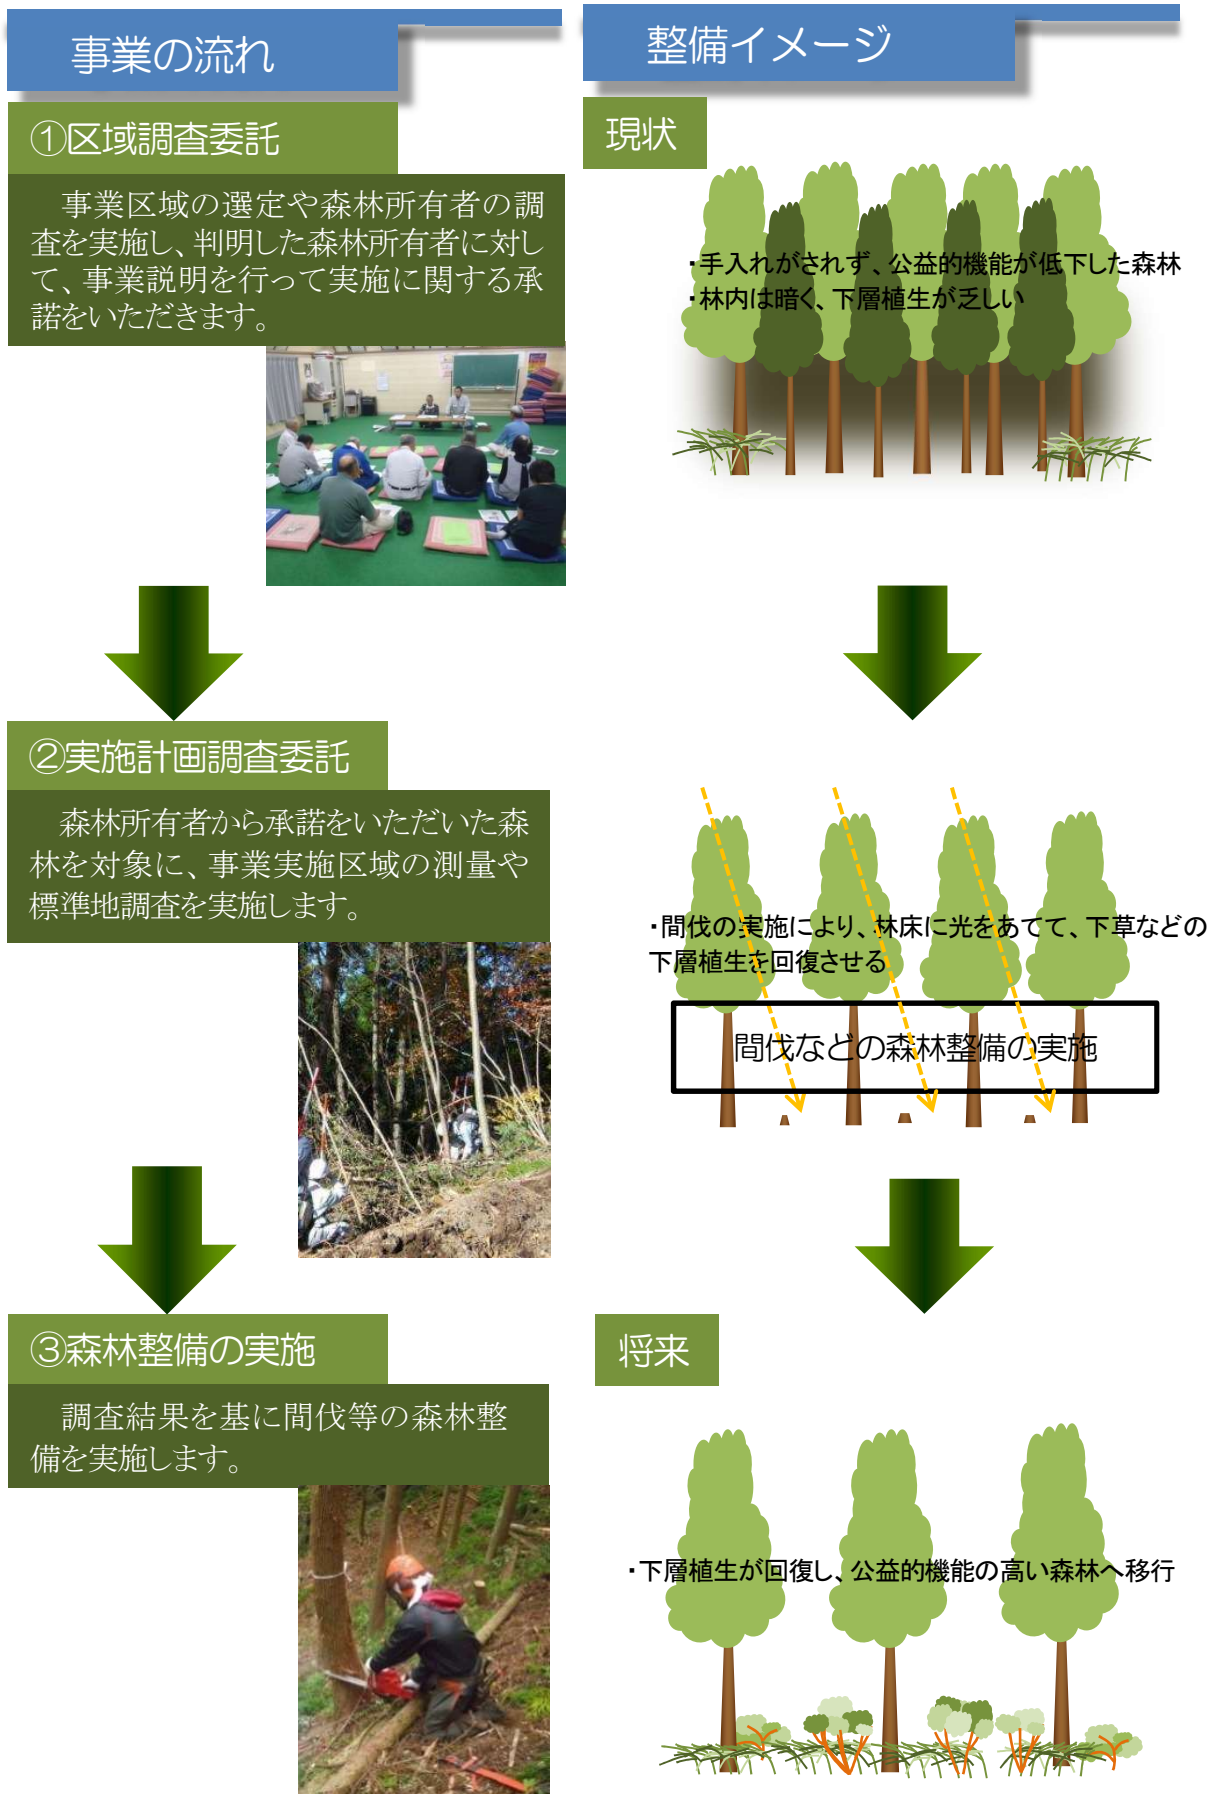 事業の流れ
①区域調査委託
事業区域の選定や森林所有者の調
査を実施し、判明した森林所有者に対し
て、事業説明を行って実施に関する承
諾をいただきます。
②実施計画調査委託
森林所有者から承諾をいただいた森
林を対象に、事業実施区域の測量や
標準地調査を実施します。
③森林整備の実施
調査結果を基に間伐等の森林整
備を実施します。
整備イメージ
現状
・手入れがされず、公益的機能が低下した森林
・林内は暗く、下層植生が乏しい
・間伐の実施により、林床に光をあてて、下草などの
下層植生を回復させる
間伐などの森林整備の実施
将来
・下層植生が回復し、公益的機能の高い森林へ移行